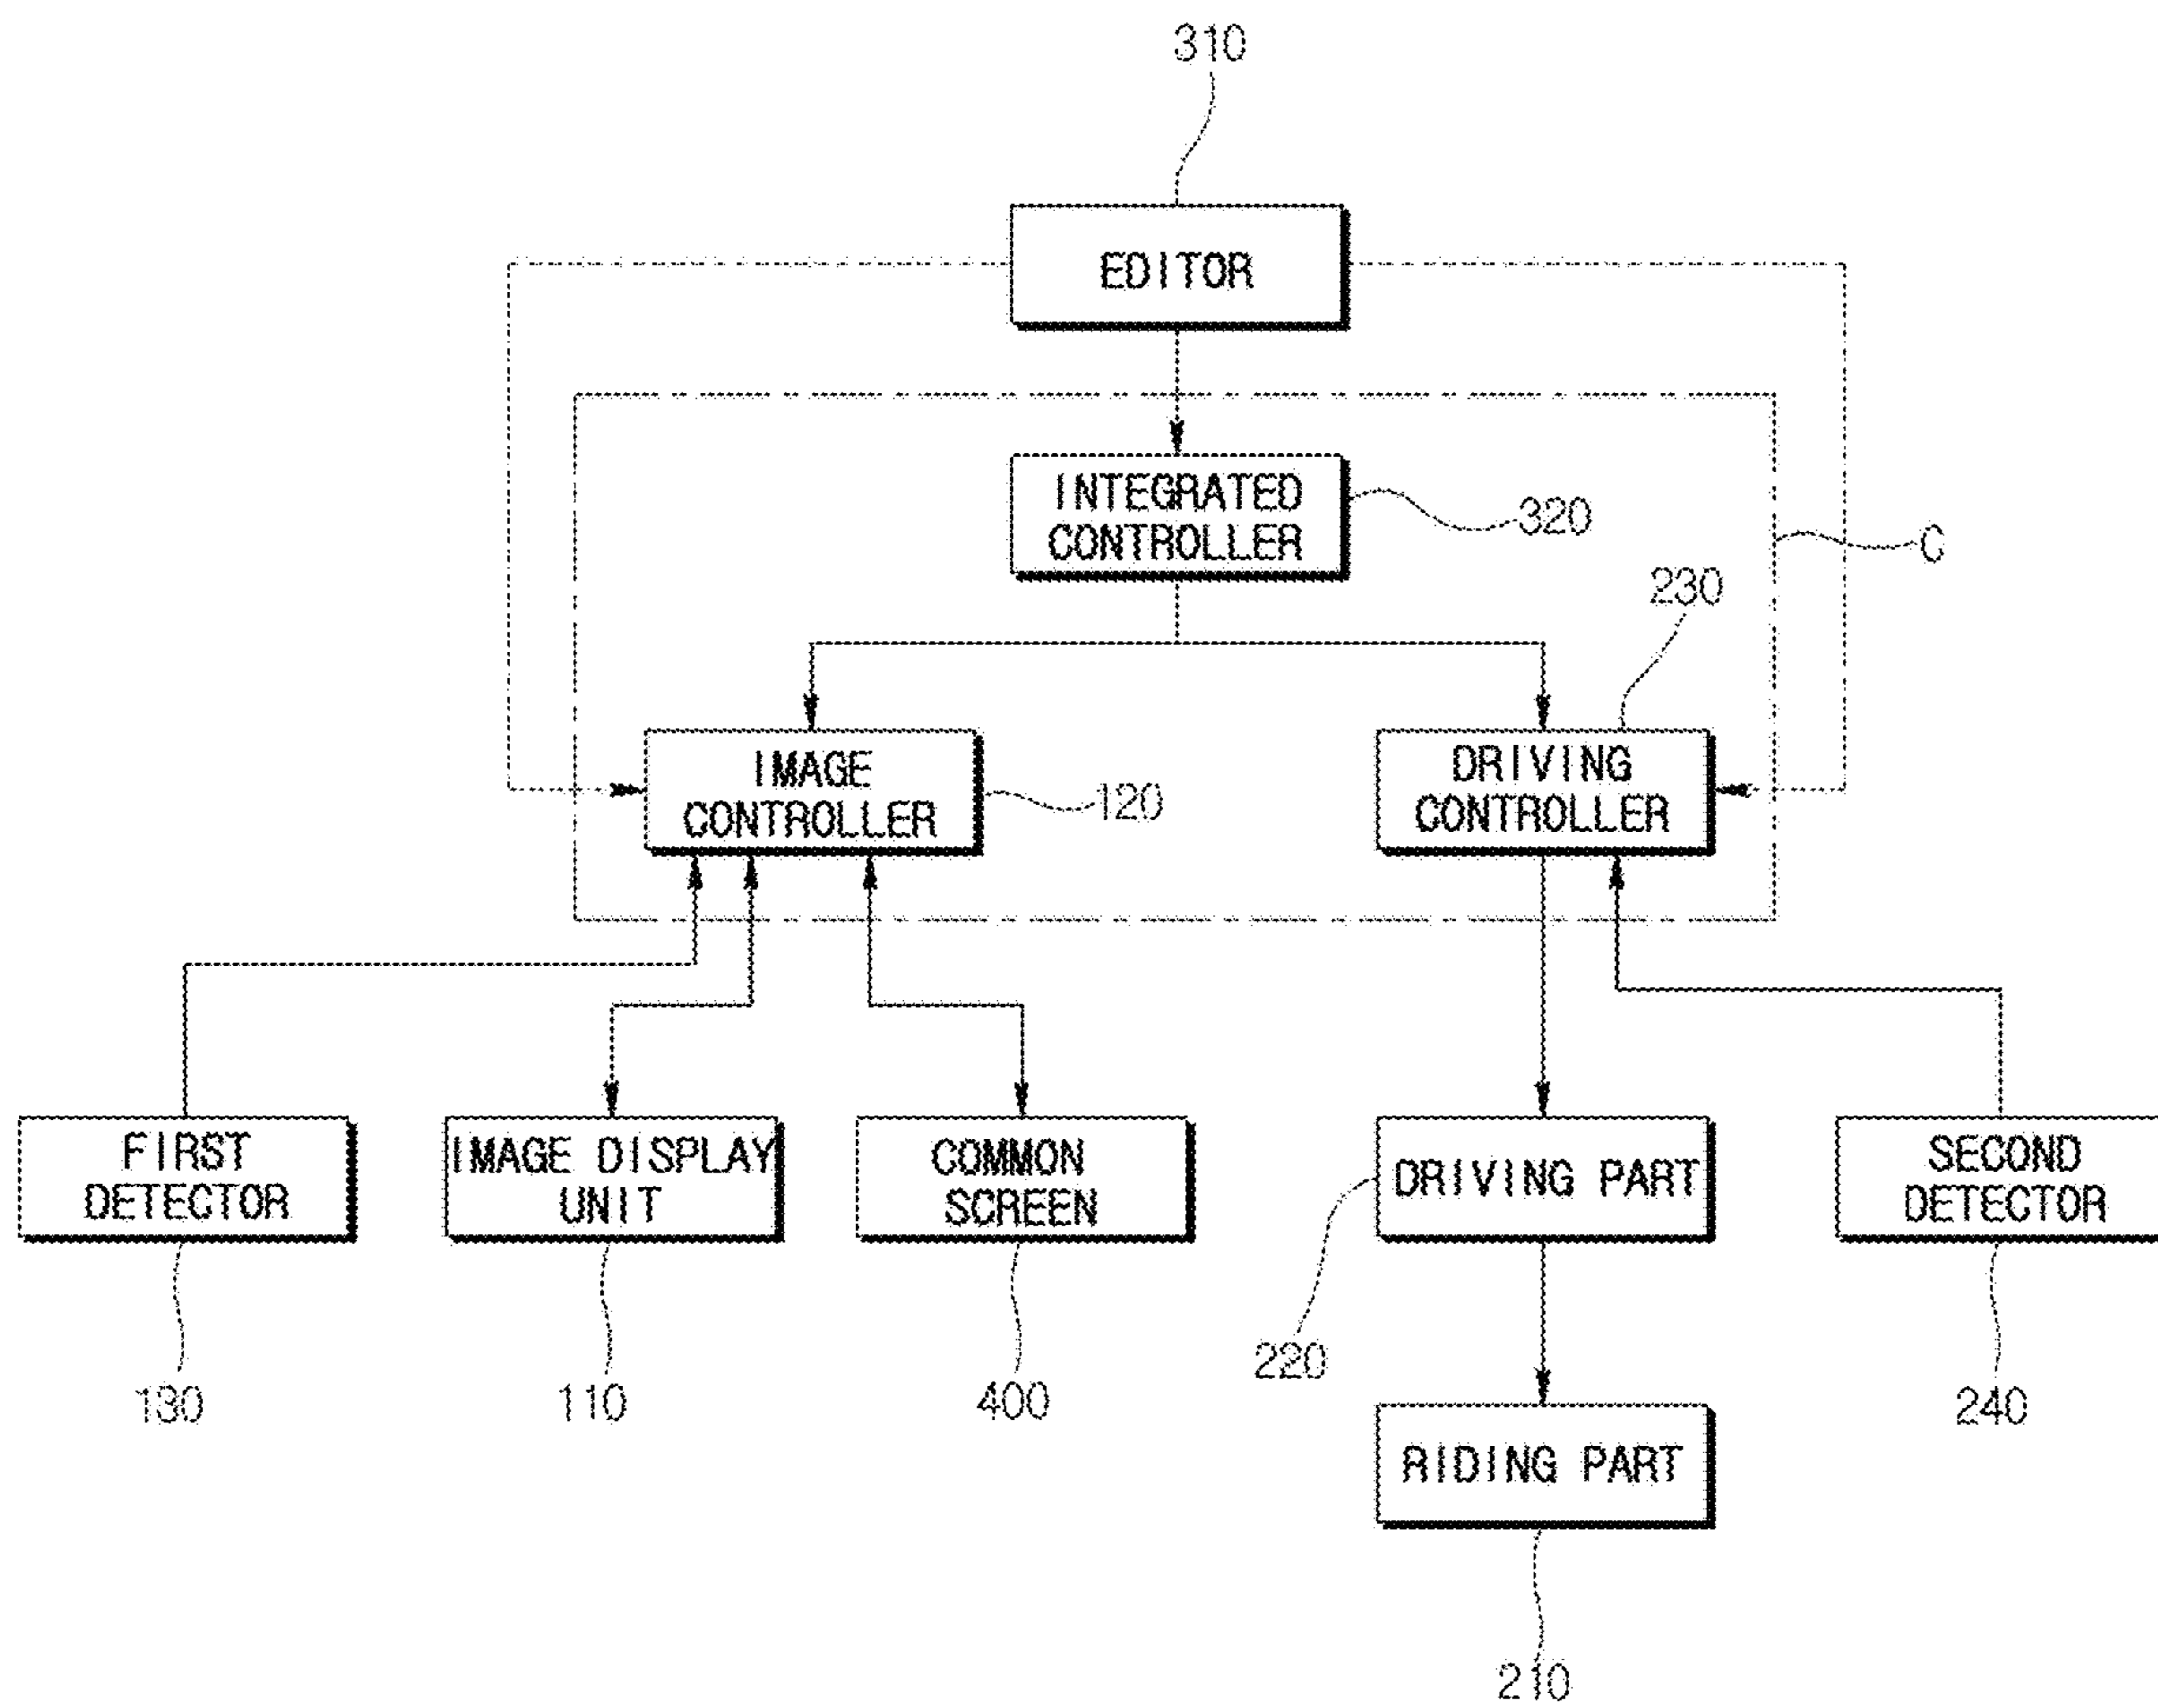 310
EDITOR
INTEGRATED
CONTROLLER
320
C
230
IMAGE
CONTROLLER
120
DRIVING
CONTROLLER
FIRST
DETECTOR
IMAGE DISPLAY
UNIT
COMMON
SCREEN
DRIVING PART
SECOND
DETECTOR
220
130
110
400
240
RIDING PART
210